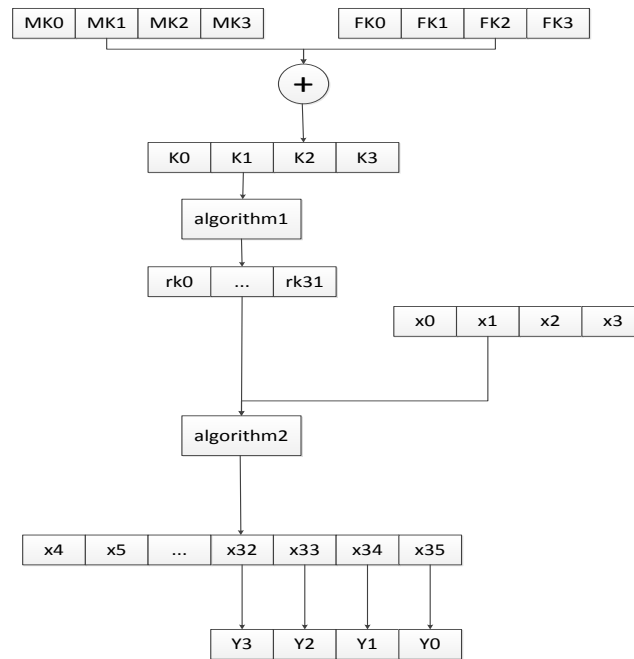 MK0 MK1 MK2 MK3 FK0 FK1 FK2 FK3
+
K0 K1 K2 K3
algorithm1
rk0 ... rk31
x0 x1 x2 x3
algorithm2
x4 x5 ... x32 x33 x34 x35
Y3 Y2 Y1 Y0